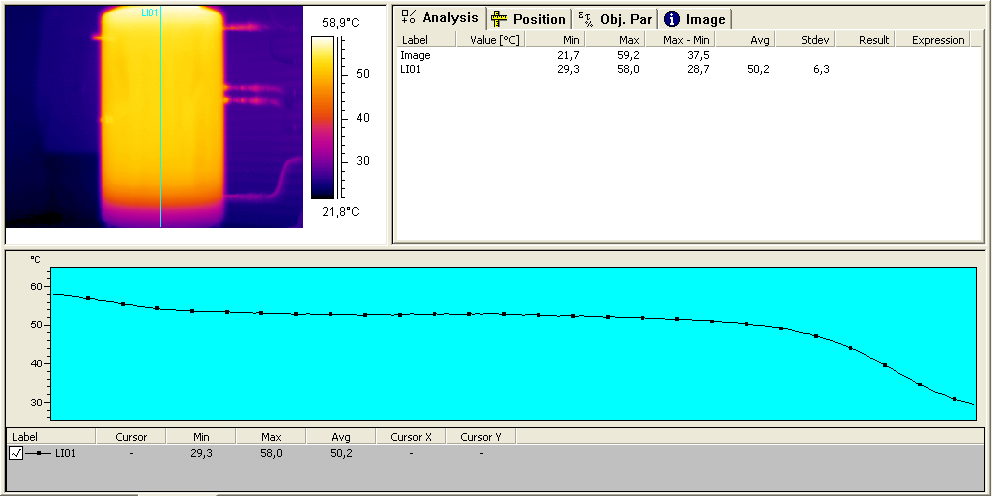 LI01
58,9°C
50
40
30
21,8°C
Analysis Position Obj. Par Image
Label Value [°C] Min Max Max - Min Avg Stdev Result Expression
Image 21,7 59,2 37,5
LI01 29,3 58,0 28,7 50,2 6,3
°C
60
50
40
30
Label Cursor Min Max Avg Cursor X Cursor Y
LI01 - 29,3 58,0 50,2 - -